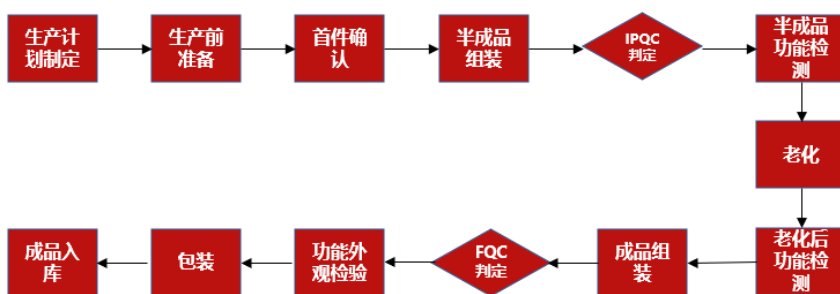 生产计
划制定
生产前
准备
首件确
认
半成品
组装
IPQC
判定
半成品
功能检
测
老化
老化后
功能检
测
成品组
装
FQC
判定
功能外
观检验
包装
成品入
库